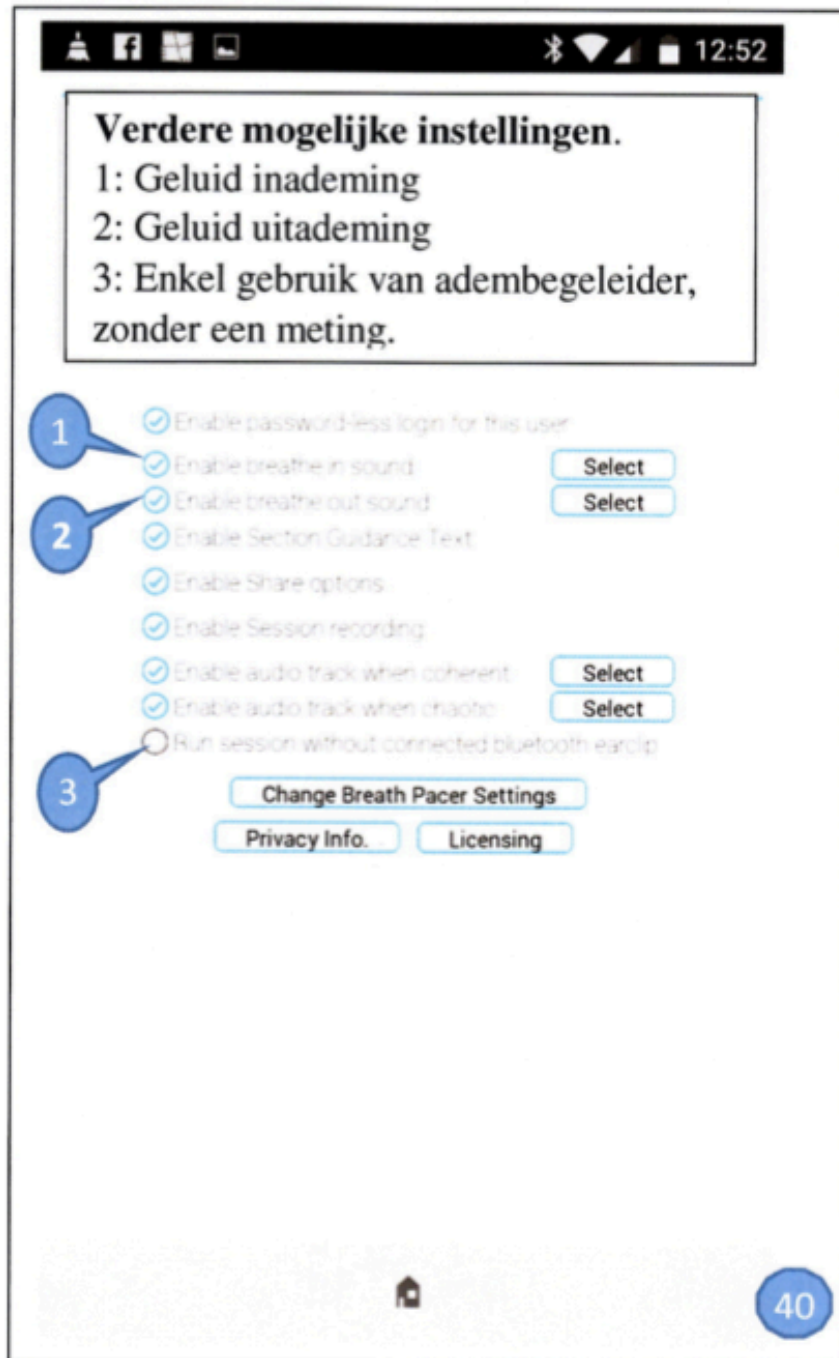 12:52
Verdere mogelijke instellingen.
1: Geluid inademing
2: Geluid uitademing
3: Enkel gebruik van adembegeleider,
zonder een meting.
Enable password-less login for this user
1
Enable breathe in sound Select
Enable breathe out sound Select
2
Enable Section Guidance Text
Enable Share options
Enable Session recording
Enable audio track when coherent Select
Enable audio track when chaotic Select
Run session without connected bluetooth earclip
3
Change Breath Pacer Settings
Privacy Info. Licensing
40